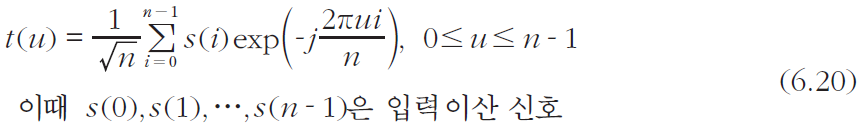 t(u) = 1/√n ∑_{i=0}^{n-1} s(i)exp(-j 2πui/n), 0≤u≤n-1
(6.20)
이때 s(0),s(1),⋯,s(n-1)은 입력이산 신호